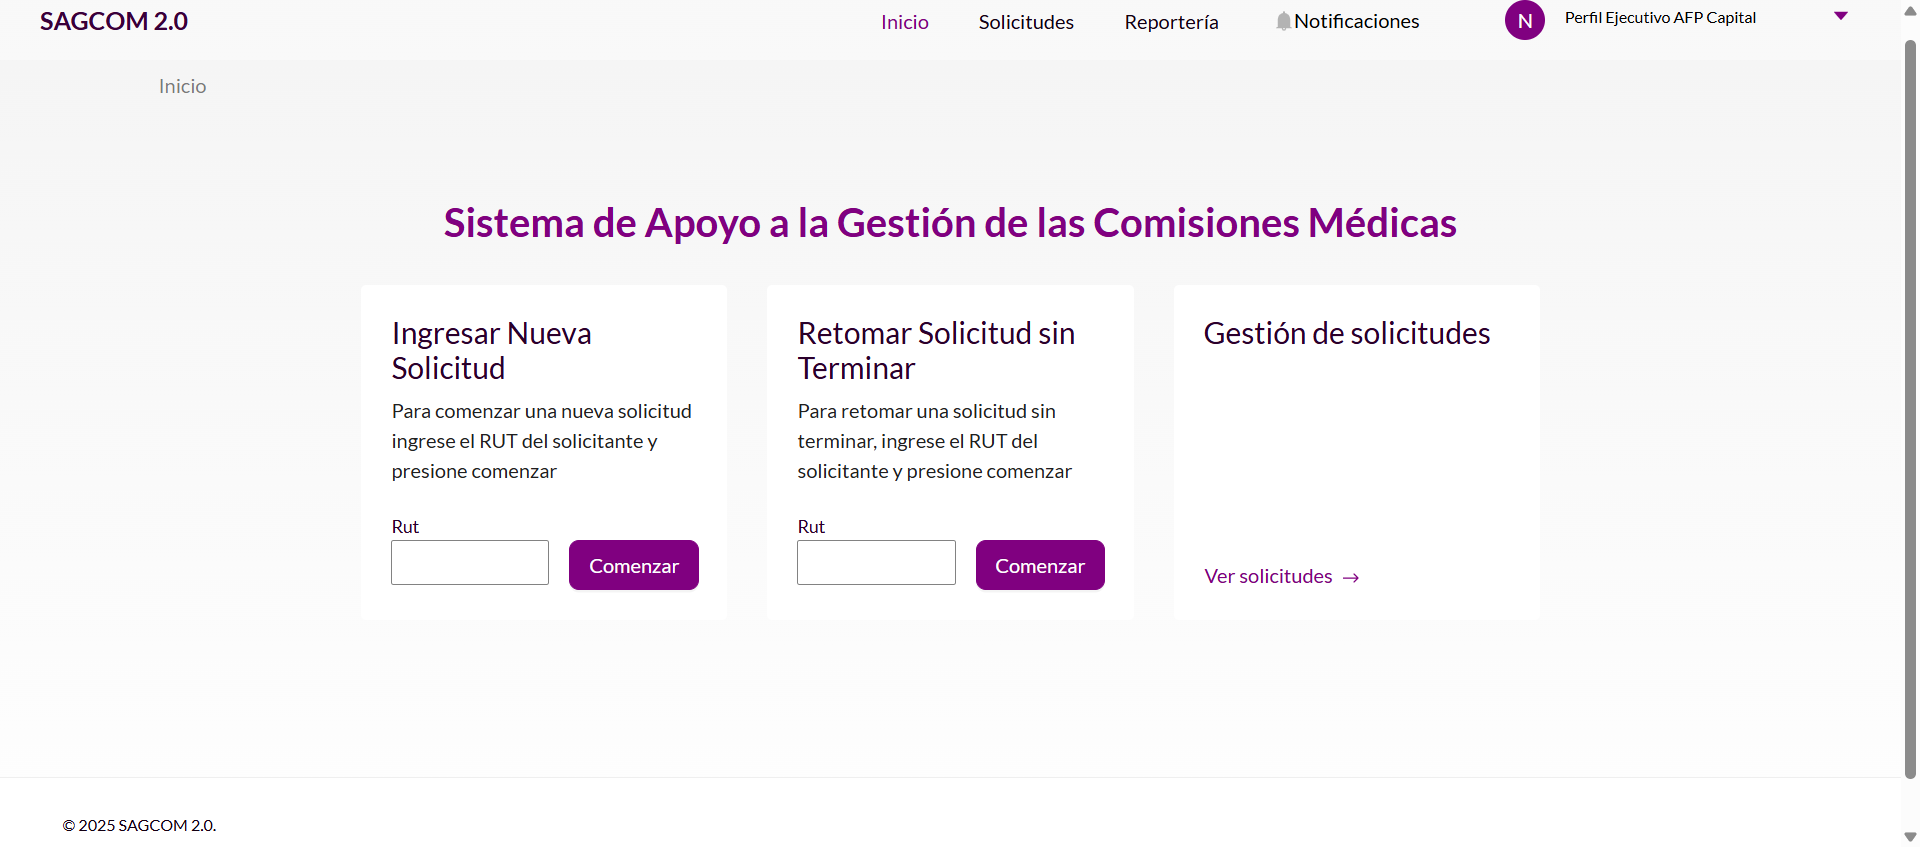 SAGCOM 2.0
Inicio
Solicitudes
Reportería
Notificaciones
N
Perfil Ejecutivo AFP Capital
Inicio
Sistema de Apoyo a la Gestión de las Comisiones Médicas
Ingresar Nueva
Solicitud
Para comenzar una nueva solicitud
ingrese el RUT del solicitante y
presione comenzar
Rut
Comenzar
Retomar Solicitud sin
Terminar
Para retomar una solicitud sin
terminar, ingrese el RUT del
solicitante y presione comenzar
Rut
Comenzar
Gestión de solicitudes
Ver solicitudes →
© 2025 SAGCOM 2.0.